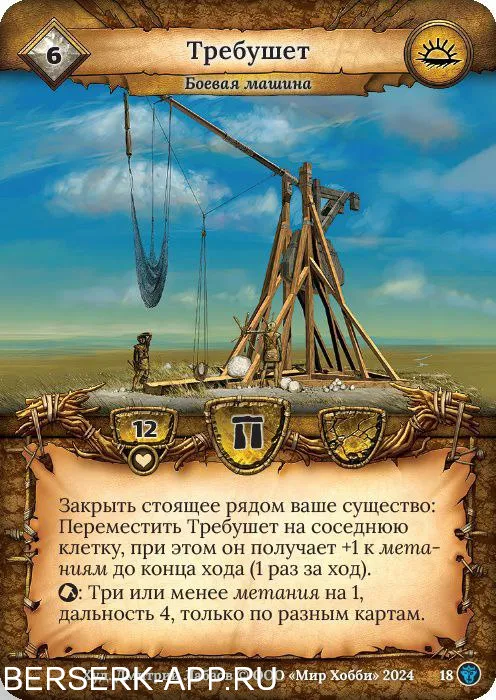 6
Требушет
Боевая машина
12
Закрыть стоящее рядом ваше существо:
Переместить Требушет на соседнюю
клетку, при этом он получает +1 к мета-
ниям до конца хода (1 раз за ход).
: Три или менее метания на 1,
дальность 4, только по разным картам.
ООО «Мир Хобби» 2024 18
BERSERK-APP.RU